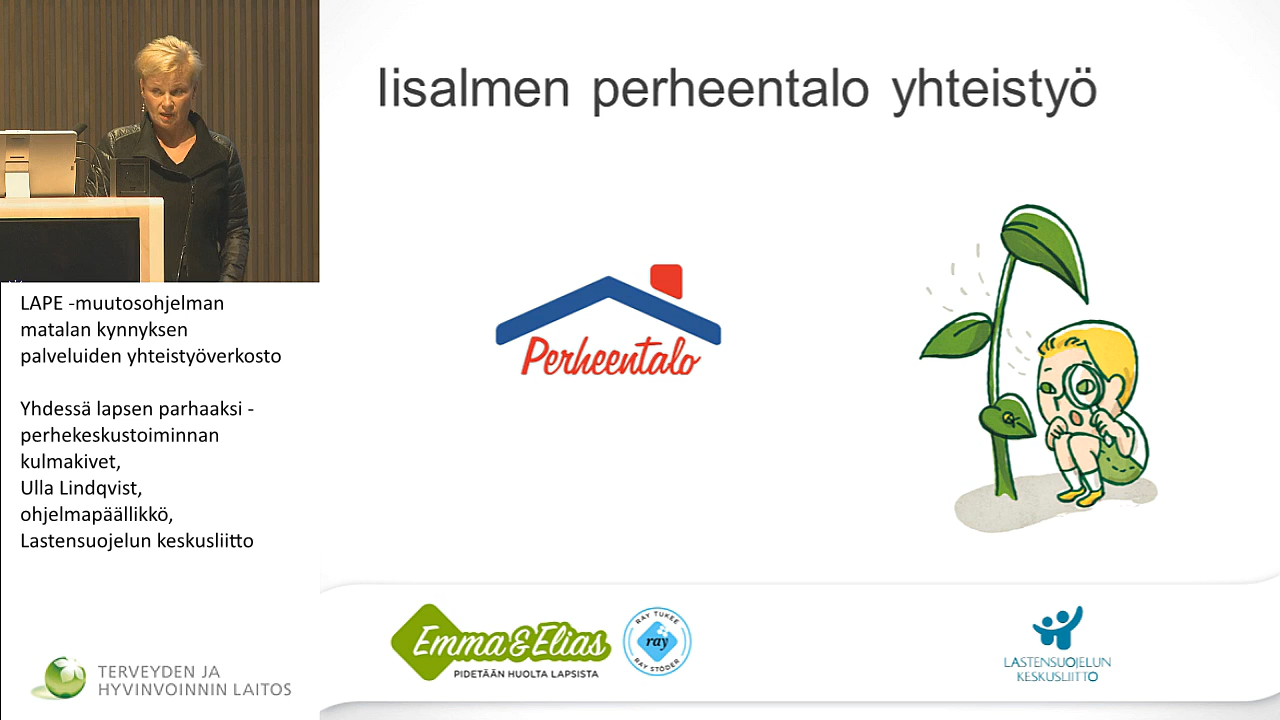 Iisalmen perheentalo yhteistyö
Perheentalo
LAPE -muutosohjelman
matalan kynnyksen
palveluiden yhteistyöverkosto
Yhdessä lapsen parhaaksi -
perhekeskustoiminnan
kulmakivet,
Ulla Lindqvist,
ohjelmapäällikkö,
Lastensuojelun keskusliitto
TERVEYDEN JA
HYVINVOINNIN LAITOS
Emma & Elias
PIDETÄÄN HUOLTA LAPSISTA
RAY TUKEE
ray
RAY STÖDER
LASTENSUOJELUN
KESKUSLIITTO